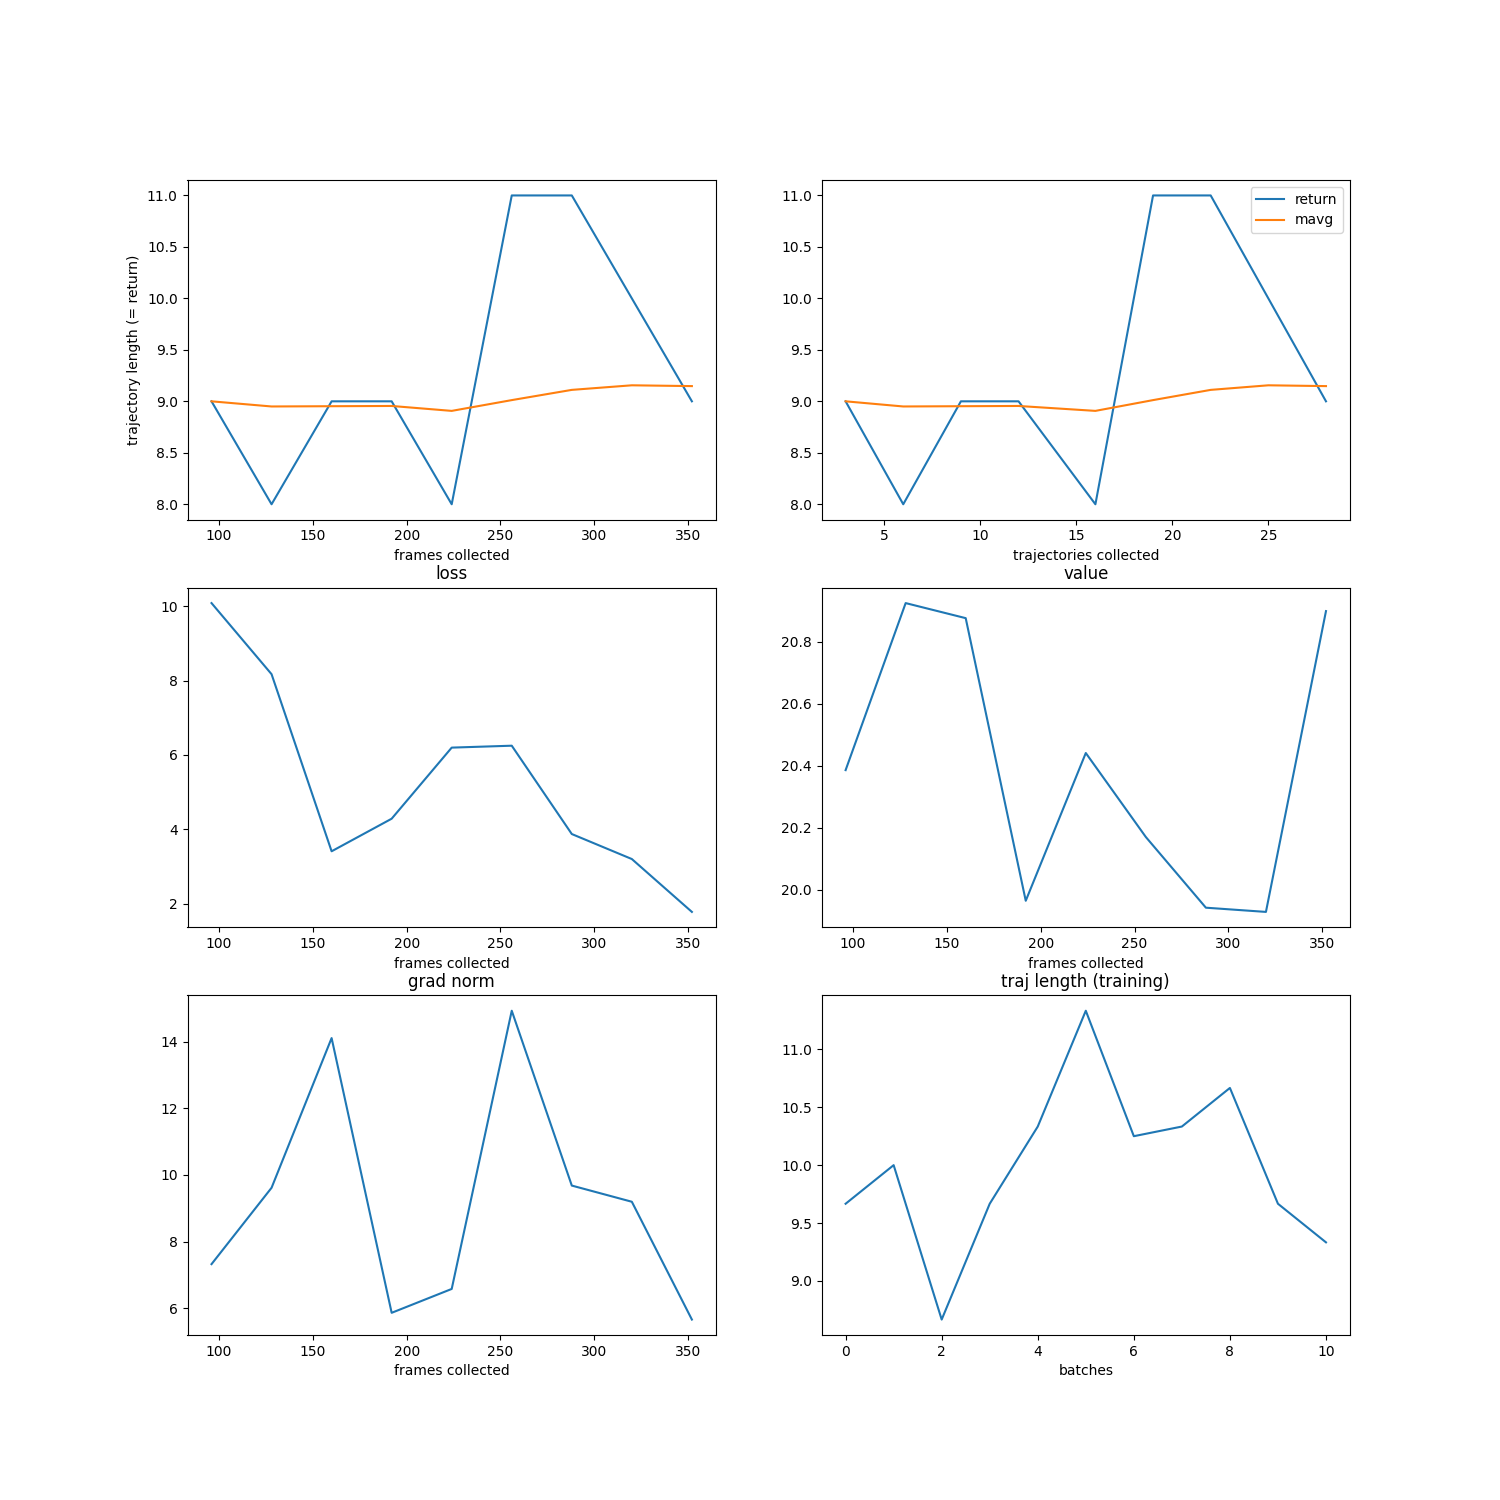 trajectory length (= return)
11.0
10.5
10.0
9.5
9.0
8.5
8.0
100 150 200 250 300 350
frames collected
return
mavg
11.0
10.5
10.0
9.5
9.0
8.5
8.0
5 10 15 20 25
trajectories collected
loss
10
8
6
4
2
100 150 200 250 300 350
frames collected
value
20.8
20.6
20.4
20.2
20.0
100 150 200 250 300 350
frames collected
grad norm
14
12
10
8
6
100 150 200 250 300 350
frames collected
traj length (training)
11.0
10.5
10.0
9.5
9.0
0 2 4 6 8 10
batches